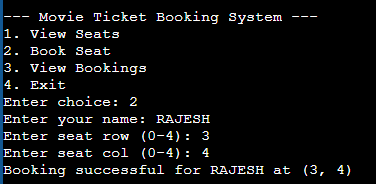 --- Movie Ticket Booking System ---
1. View Seats
2. Book Seat
3. View Bookings
4. Exit
Enter choice: 2
Enter your name: RAJESH
Enter seat row (0-4): 3
Enter seat col (0-4): 4
Booking successful for RAJESH at (3, 4)